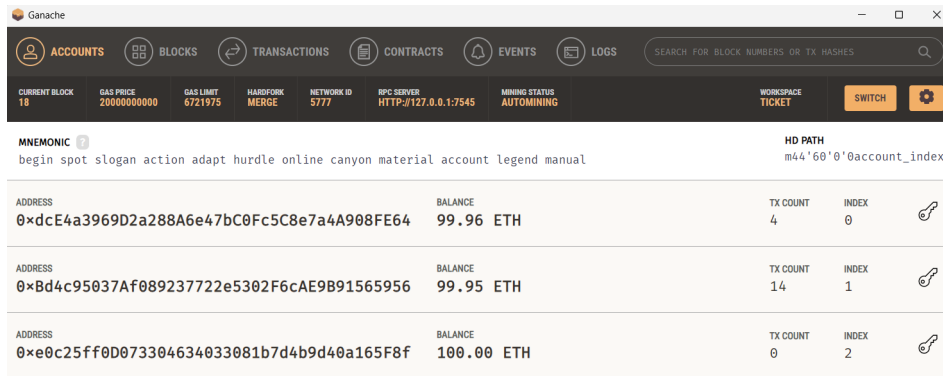 Ganache
ACCOUNTS BLOCKS TRANSACTIONS CONTRACTS EVENTS LOGS SEARCH FOR BLOCK NUMBERS OR TX HASHES
CURRENT BLOCK GAS PRICE GAS LIMIT HARDFORK NETWORK ID RPC SERVER MINING STATUS WORKSPACE
18 20000000000 6721975 MERGE 5777 HTTP://127.0.0.1:7545 AUTOMINING TICKET SWITCH
MNEMONIC ? HD PATH
begin spot slogan action adapt hurdle online canyon material account legend manual m44'60'0'0account_index
ADDRESS BALANCE TX COUNT INDEX
0×dcE4a3969D2a288A6e47bC0Fc5C8e7a4A908FE64 99.96 ETH 4 0
ADDRESS BALANCE TX COUNT INDEX
0×Bd4c95037Af089237722e5302F6cAE9B91565956 99.95 ETH 14 1
ADDRESS BALANCE TX COUNT INDEX
0×e0c25ff0D073304634033081b7d4b9d40a165F8f 100.00 ETH 0 2